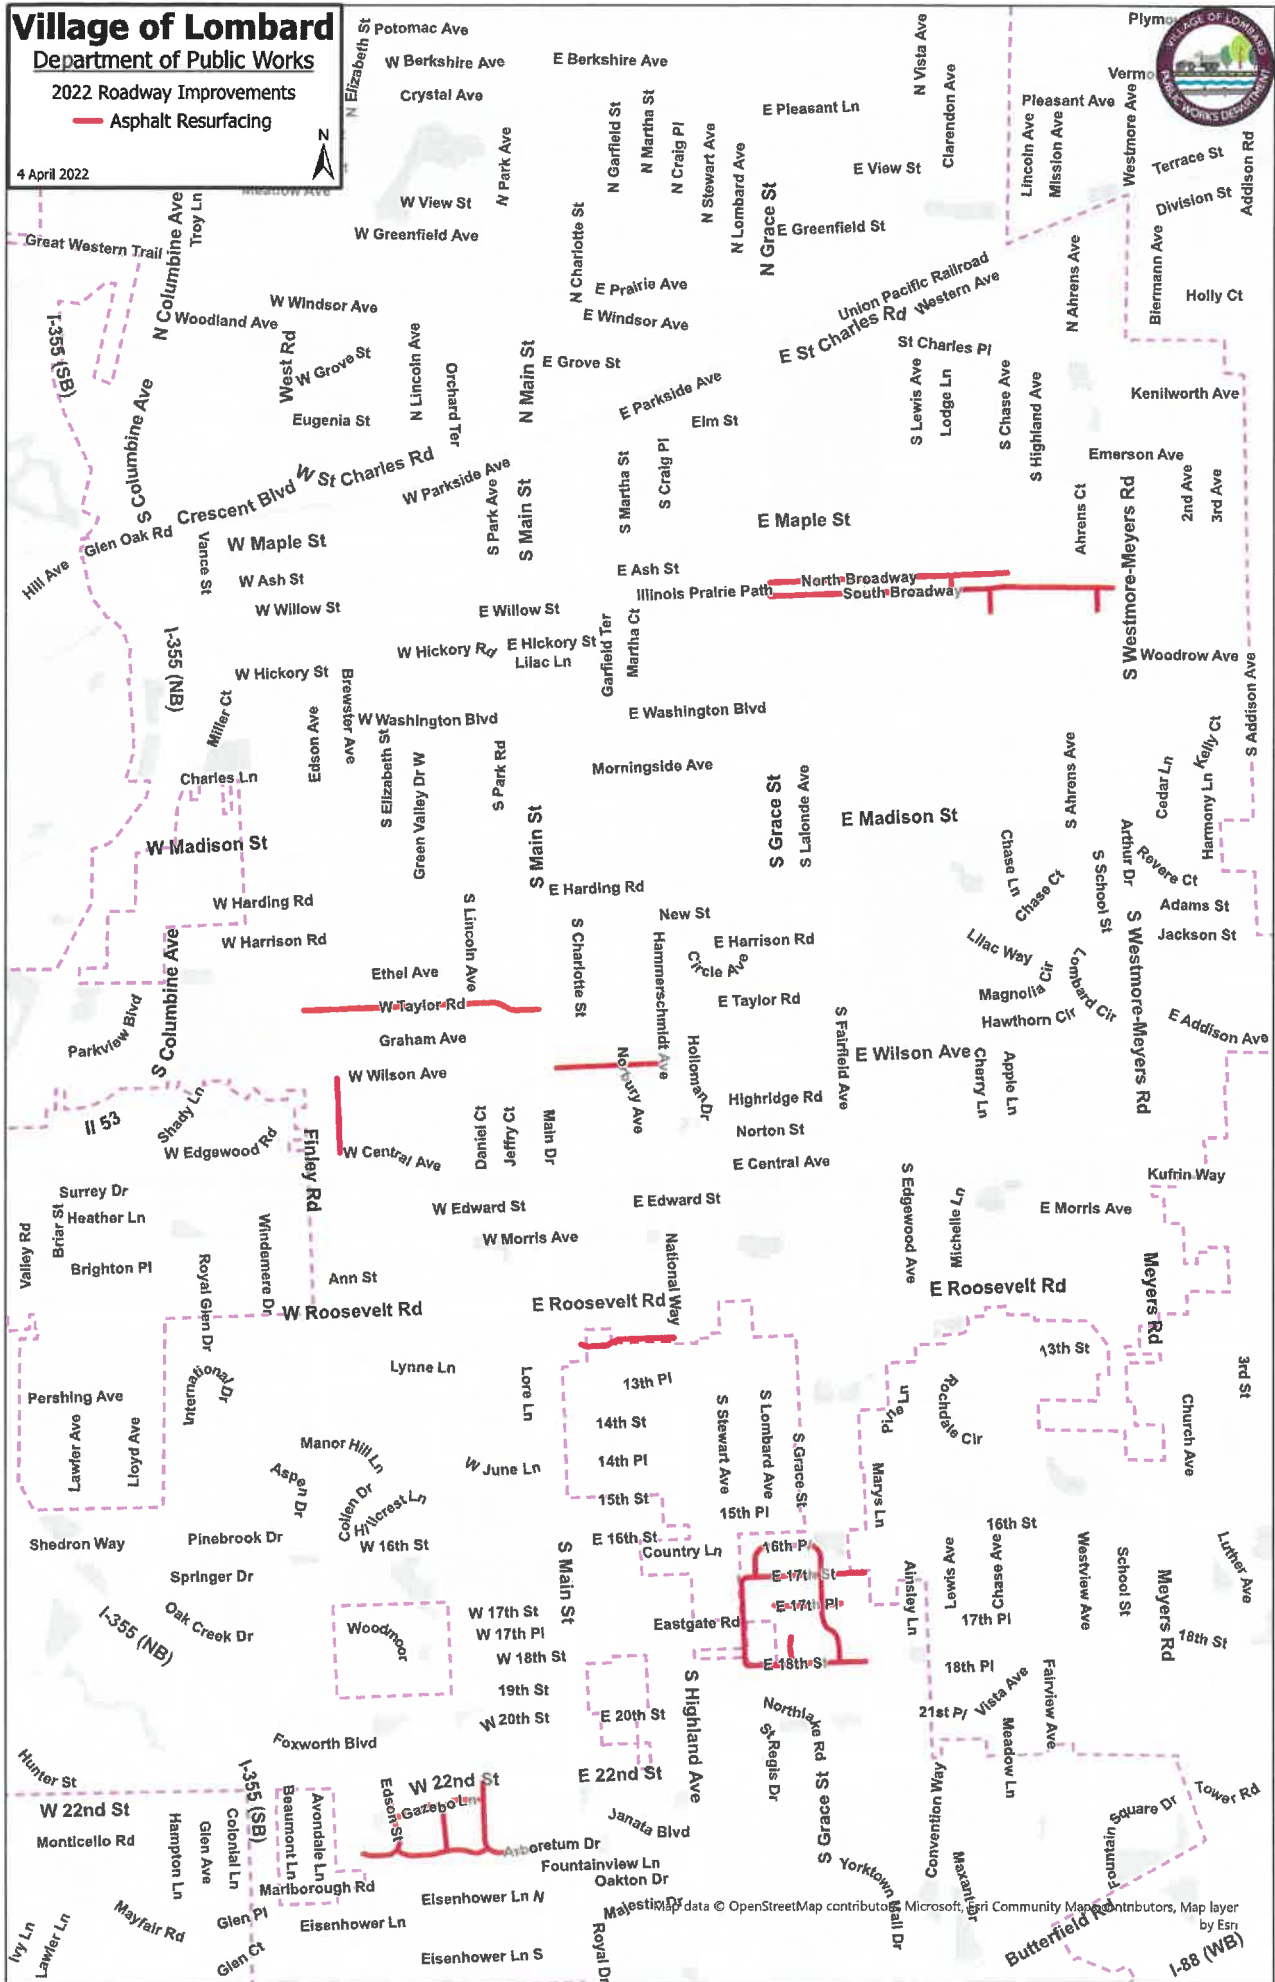 Village of Lombard
Department of Public Works
2022 Roadway Improvements
Asphalt Resurfacing
N
4 April 2022
VILLAGE OF LOMBARD
PUBLIC WORKS DEPARTMENT
N Elizabeth St
Potomac Ave
W Berkshire Ave
E Berkshire Ave
Crystal Ave
N Vista Ave
Clarendon Ave
Pleasant Ave
E Pleasant Ln
N Park Ave
N Garfield St
N Martha St
N Craig Pl
N Stewart Ave
N Lombard Ave
N Grace St
E View St
Lincoln Ave
Mission Ave
Westmore Ave
Terrace St
Division St
Addison Rd
Meadow Ave
W View St
W Greenfield Ave
E Greenfield St
Great Western Trail
N Columbine Ave
Troy Ln
N Charlotte St
E Prairie Ave
E Windsor Ave
Union Pacific Railroad
Western Ave
E St Charles Rd
St Charles Pl
N Ahrens Ave
Biermann Ave
Holly Ct
W Windsor Ave
Woodland Ave
I-355 (SB)
West Rd
W Grove St
N Lincoln Ave
Orchard Ter
N Main St
E Grove St
E Parkside Ave
Elm St
S Lewis Ave
Lodge Ln
S Chase Ave
S Highland Ave
Kenilworth Ave
Eugenia St
S Columbine Ave
W St Charles Rd
Crescent Blvd
W Parkside Ave
S Park Ave
S Main St
S Martha St
S Craig Pl
Emerson Ave
2nd Ave
3rd Ave
Ahrens Ct
S Westmore-Meyers Rd
E Maple St
Glen Oak Rd
Hill Ave
Vance St
W Maple St
W Ash St
W Willow St
E Ash St
Illinois Prairie Path
North Broadway
South Broadway
E Willow St
W Hickory Rd
E Hickory St
Lilac Ln
Garfield Ter
Martha Ct
Woodrow Ave
S Addison Ave
I-355 (NB)
W Hickory St
Miller Ct
Edson Ave
Brewster Ave
W Washington Blvd
E Washington Blvd
S Elizabeth St
Green Valley Dr W
S Park Rd
Morningside Ave
Charles Ln
S Grace St
S Lalonde Ave
S Ahrens Ave
Cedar Ln
Kelly Ct
Harmony Ln
W Madison St
S Main St
E Madison St
Chase Ln
Chase Ct
S School St
Arthur Dr
Revere Ct
Adams St
Jackson St
W Harding Rd
E Harding Rd
New St
W Harrison Rd
E Harrison Rd
S Lincoln Ave
S Charlotte St
Hammerschmidt Ave
Circle Ave
Lilac Way
Magnolia Cir
Lombard Cir
Hawthorn Cir
S Westmore-Meyers Rd
E Addison Ave
Ethel Ave
W Taylor Rd
E Taylor Rd
Parkview Blvd
S Columbine Ave
Graham Ave
W Wilson Ave
Norbury Ave
Holloman Dr
S Fairfield Ave
E Wilson Ave
Cherry Ln
Apple Ln
Highridge Rd
Norton St
E Central Ave
Il 53
Shady Ln
W Edgewood Rd
Finley Rd
W Central Ave
Daniel Ct
Jeffry Ct
Main Dr
Surrey Dr
Heather Ln
Briar St
Valley Rd
Brighton Pl
Windemere Dr
Royal Glen Dr
W Edward St
E Edward St
W Morris Ave
National Way
S Edgewood Ave
Michelle Ln
E Morris Ave
Kufrin Way
Ann St
W Roosevelt Rd
E Roosevelt Rd
E Roosevelt Rd
Meyers Rd
13th St
3rd St
International Dr
Pershing Ave
Lawler Ave
Lloyd Ave
Lynne Ln
Lore Ln
13th Pl
14th St
14th Pl
15th St
S Stewart Ave
S Lombard Ave
S Grace St
Pine Ln
Rochdale Cir
Church Ave
Manor Hill Ln
Aspen Dr
Collen Dr
Hillcrest Ln
W June Ln
15th Pl
Marys Ln
16th St
Shedron Way
Pinebrook Dr
W 16th St
E 16th St
Country Ln
S Main St
16th Pl
E 17th St
E 17th Pl
Ainsley Ln
Lewis Ave
Chase Ave
17th Pl
Westview Ave
School St
Meyers Rd
Luther Ave
18th St
Springer Dr
Oak Creek Dr
I-355 (NB)
Woodmoor
W 17th St
W 17th Pl
W 18th St
Eastgate Rd
E 18th St
18th Pl
19th St
W 20th St
E 20th St
S Highland Ave
Northlake Rd
St Regis Dr
21st Pl
Vista Ave
Fairview Ave
Meadow Ln
Foxworth Blvd
Hunter St
I-355 (SB)
W 22nd St
W 22nd St
E 22nd St
Edson St
Gazebo Ln
Monticello Rd
Hampton Ln
Glen Ave
Colonial Ln
Beaumont Ln
Avondale Ln
Janata Blvd
S Grace St
Convention Way
Fountain Square Dr
Tower Rd
Arboretum Dr
Fountainview Ln
Oakton Dr
Marlborough Rd
Eisenhower Ln N
Majestic Dr
Yorktown Mall Dr
Maxant Dr
Butterfield Rd
Ivy Ln
Lawler Ln
Mayfair Rd
Glen Pl
Glen Ct
Eisenhower Ln
Eisenhower Ln S
Royal Dr
I-88 (WB)
Map data © OpenStreetMap contributors, Microsoft, Esri Community Maps contributors, Map layer
by Esri